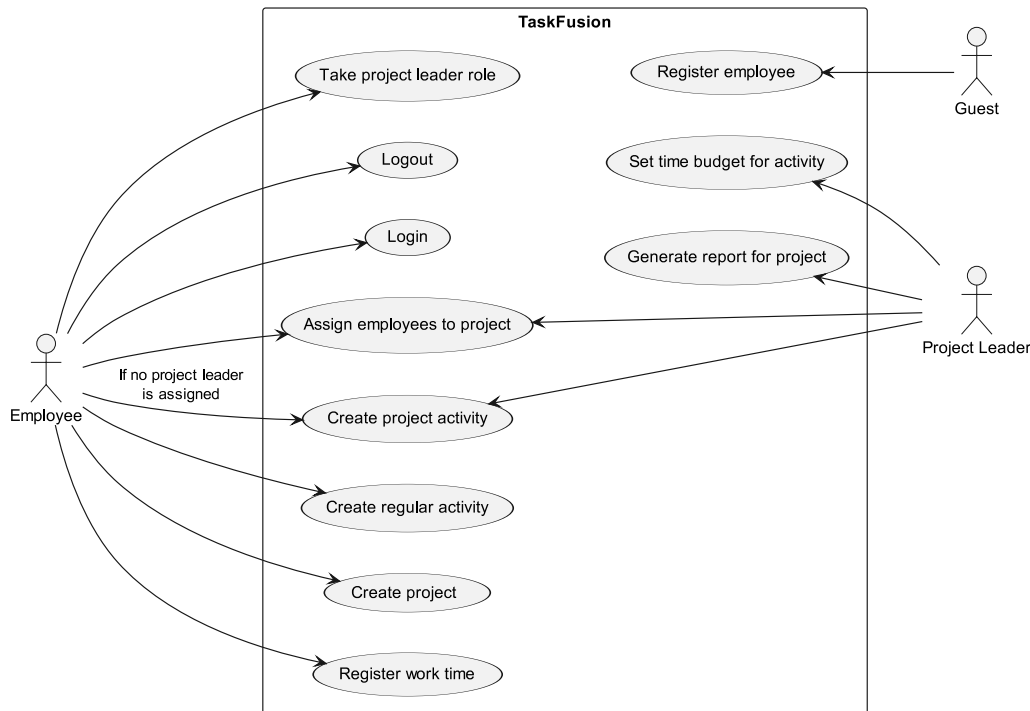 TaskFusion
Take project leader role
Register employee
Guest
Logout
Set time budget for activity
Login
Generate report for project
Assign employees to project
Project Leader
If no project leader
is assigned
Employee
Create project activity
Create regular activity
Create project
Register work time